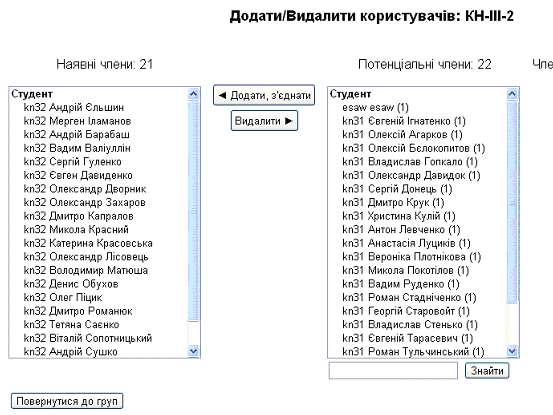 Додати/Видалити користувачів: КН-ІІІ-2
Наявні члени: 21
Студент
kn32 Андрій Єльшин
kn32 Мерген Іламанов
kn32 Андрій Барабаш
kn32 Вадим Валіуллін
kn32 Сергій Гуленко
kn32 Євген Давиденко
kn32 Олександр Дворник
kn32 Олександр Захаров
kn32 Дмитро Капралов
kn32 Микола Красний
kn32 Катерина Красовська
kn32 Олександр Лісовець
kn32 Володимир Матюша
kn32 Денис Обухов
kn32 Олег Піцик
kn32 Дмитро Романюк
kn32 Тетяна Саєнко
kn32 Віталій Сопотницький
kn32 Андрій Сушко
◄ Додати, з'єднати
Видалити ►
Потенціальні члени: 22
Студент
esaw esaw (1)
kn31 Євгеній Ігнатенко (1)
kn31 Олексій Агарков (1)
kn31 Олексій Бєлокопитов (1)
kn31 Владислав Гопкало (1)
kn31 Олександр Давидок (1)
kn31 Сергій Донець (1)
kn31 Дмитро Крук (1)
kn31 Христина Кулій (1)
kn31 Антон Левченко (1)
kn31 Анастасія Луциків (1)
kn31 Вероніка Плотнікова (1)
kn31 Микола Покотілов (1)
kn31 Вадим Руденко (1)
kn31 Роман Стадніченко (1)
kn31 Георгій Старовойт (1)
kn31 Владислав Стенько (1)
kn31 Євгеній Тарасевич (1)
kn31 Роман Тульчинський (1)
Знайти
Чле
Повернутися до груп